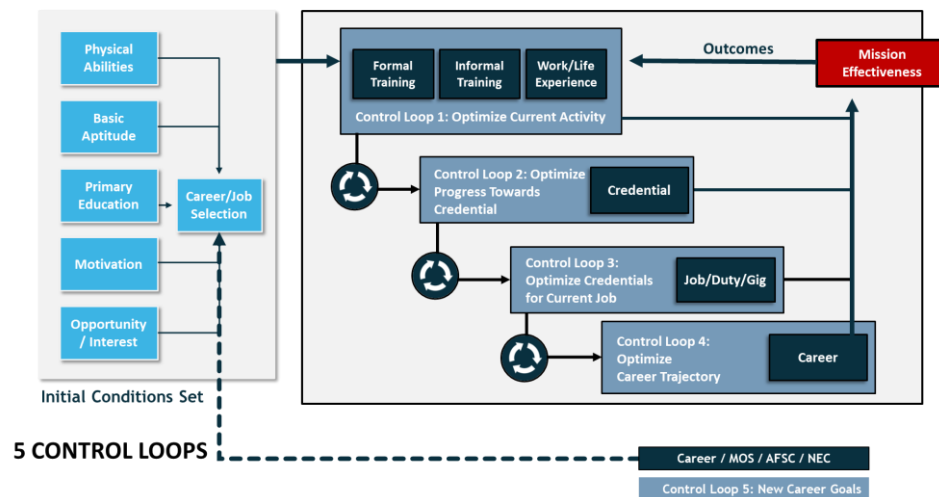 Physical
Abilities
Basic
Aptitude
Primary
Education
Motivation
Opportunity
/ Interest
Career/Job
Selection
Initial Conditions Set
Formal
Training
Informal
Training
Work/Life
Experience
Control Loop 1: Optimize Current Activity
Outcomes
Mission
Effectiveness
Control Loop 2: Optimize
Progress Towards
Credential
Credential
Control Loop 3:
Optimize Credentials
for Current Job
Job/Duty/Gig
Control Loop 4:
Optimize
Career Trajectory
Career
5 CONTROL LOOPS
Career / MOS / AFSC / NEC
Control Loop 5: New Career Goals